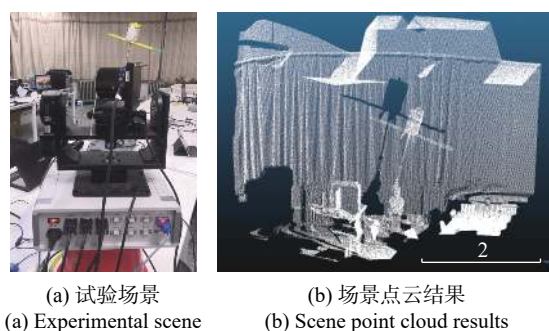 2
(a) 试验场景
(b) 场景点云结果
(a) Experimental scene
(b) Scene point cloud results